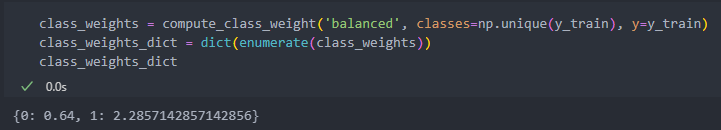 class_weights = compute_class_weight('balanced', classes=np.unique(y_train), y=y_train)
class_weights_dict = dict(enumerate(class_weights))
class_weights_dict
✓ 0.0s
{0: 0.64, 1: 2.2857142857142856}